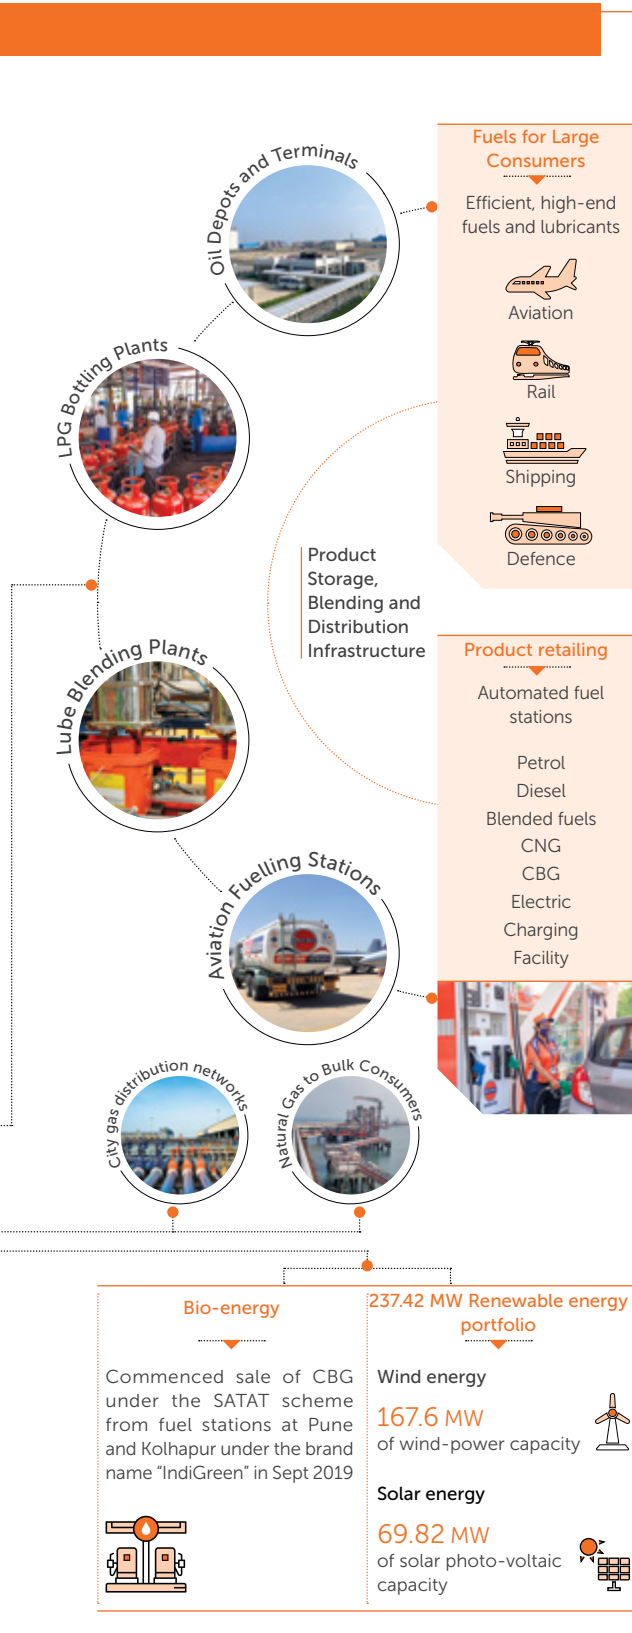 Oil Depots and Terminals
LPG Bottling Plants
Lube Blending Plants
Aviation Fuelling Stations
Product
Storage,
Blending and
Distribution
Infrastructure
Fuels for Large
Consumers
Efficient, high-end
fuels and lubricants
Aviation
Rail
Shipping
Defence
Product retailing
Automated fuel
stations
Petrol
Diesel
Blended fuels
CNG
CBG
Electric
Charging
Facility
City gas distribution networks
Natural Gas to Bulk Consumers
Bio-energy
Commenced sale of CBG
under the SATAT scheme
from fuel stations at Pune
and Kolhapur under the brand
name “IndiGreen” in Sept 2019
237.42 MW Renewable energy
portfolio
Wind energy
167.6 MW
of wind-power capacity
Solar energy
69.82 MW
of solar photo-voltaic
capacity